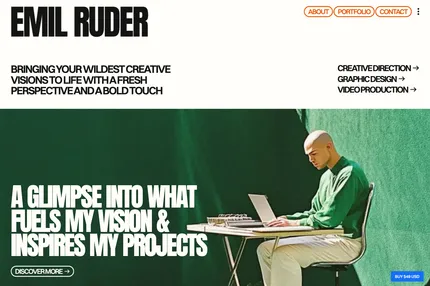 EMIL RUDER
ABOUT PORTFOLIO CONTACT
BRINGING YOUR WILDEST CREATIVE
VISIONS TO LIFE WITH A FRESH
PERSPECTIVE AND A BOLD TOUCH
CREATIVE DIRECTION →
GRAPHIC DESIGN →
VIDEO PRODUCTION →
A GLIMPSE INTO WHAT
FUELS MY VISION &
INSPIRES MY PROJECTS
DISCOVER MORE →
BUY $48 USD